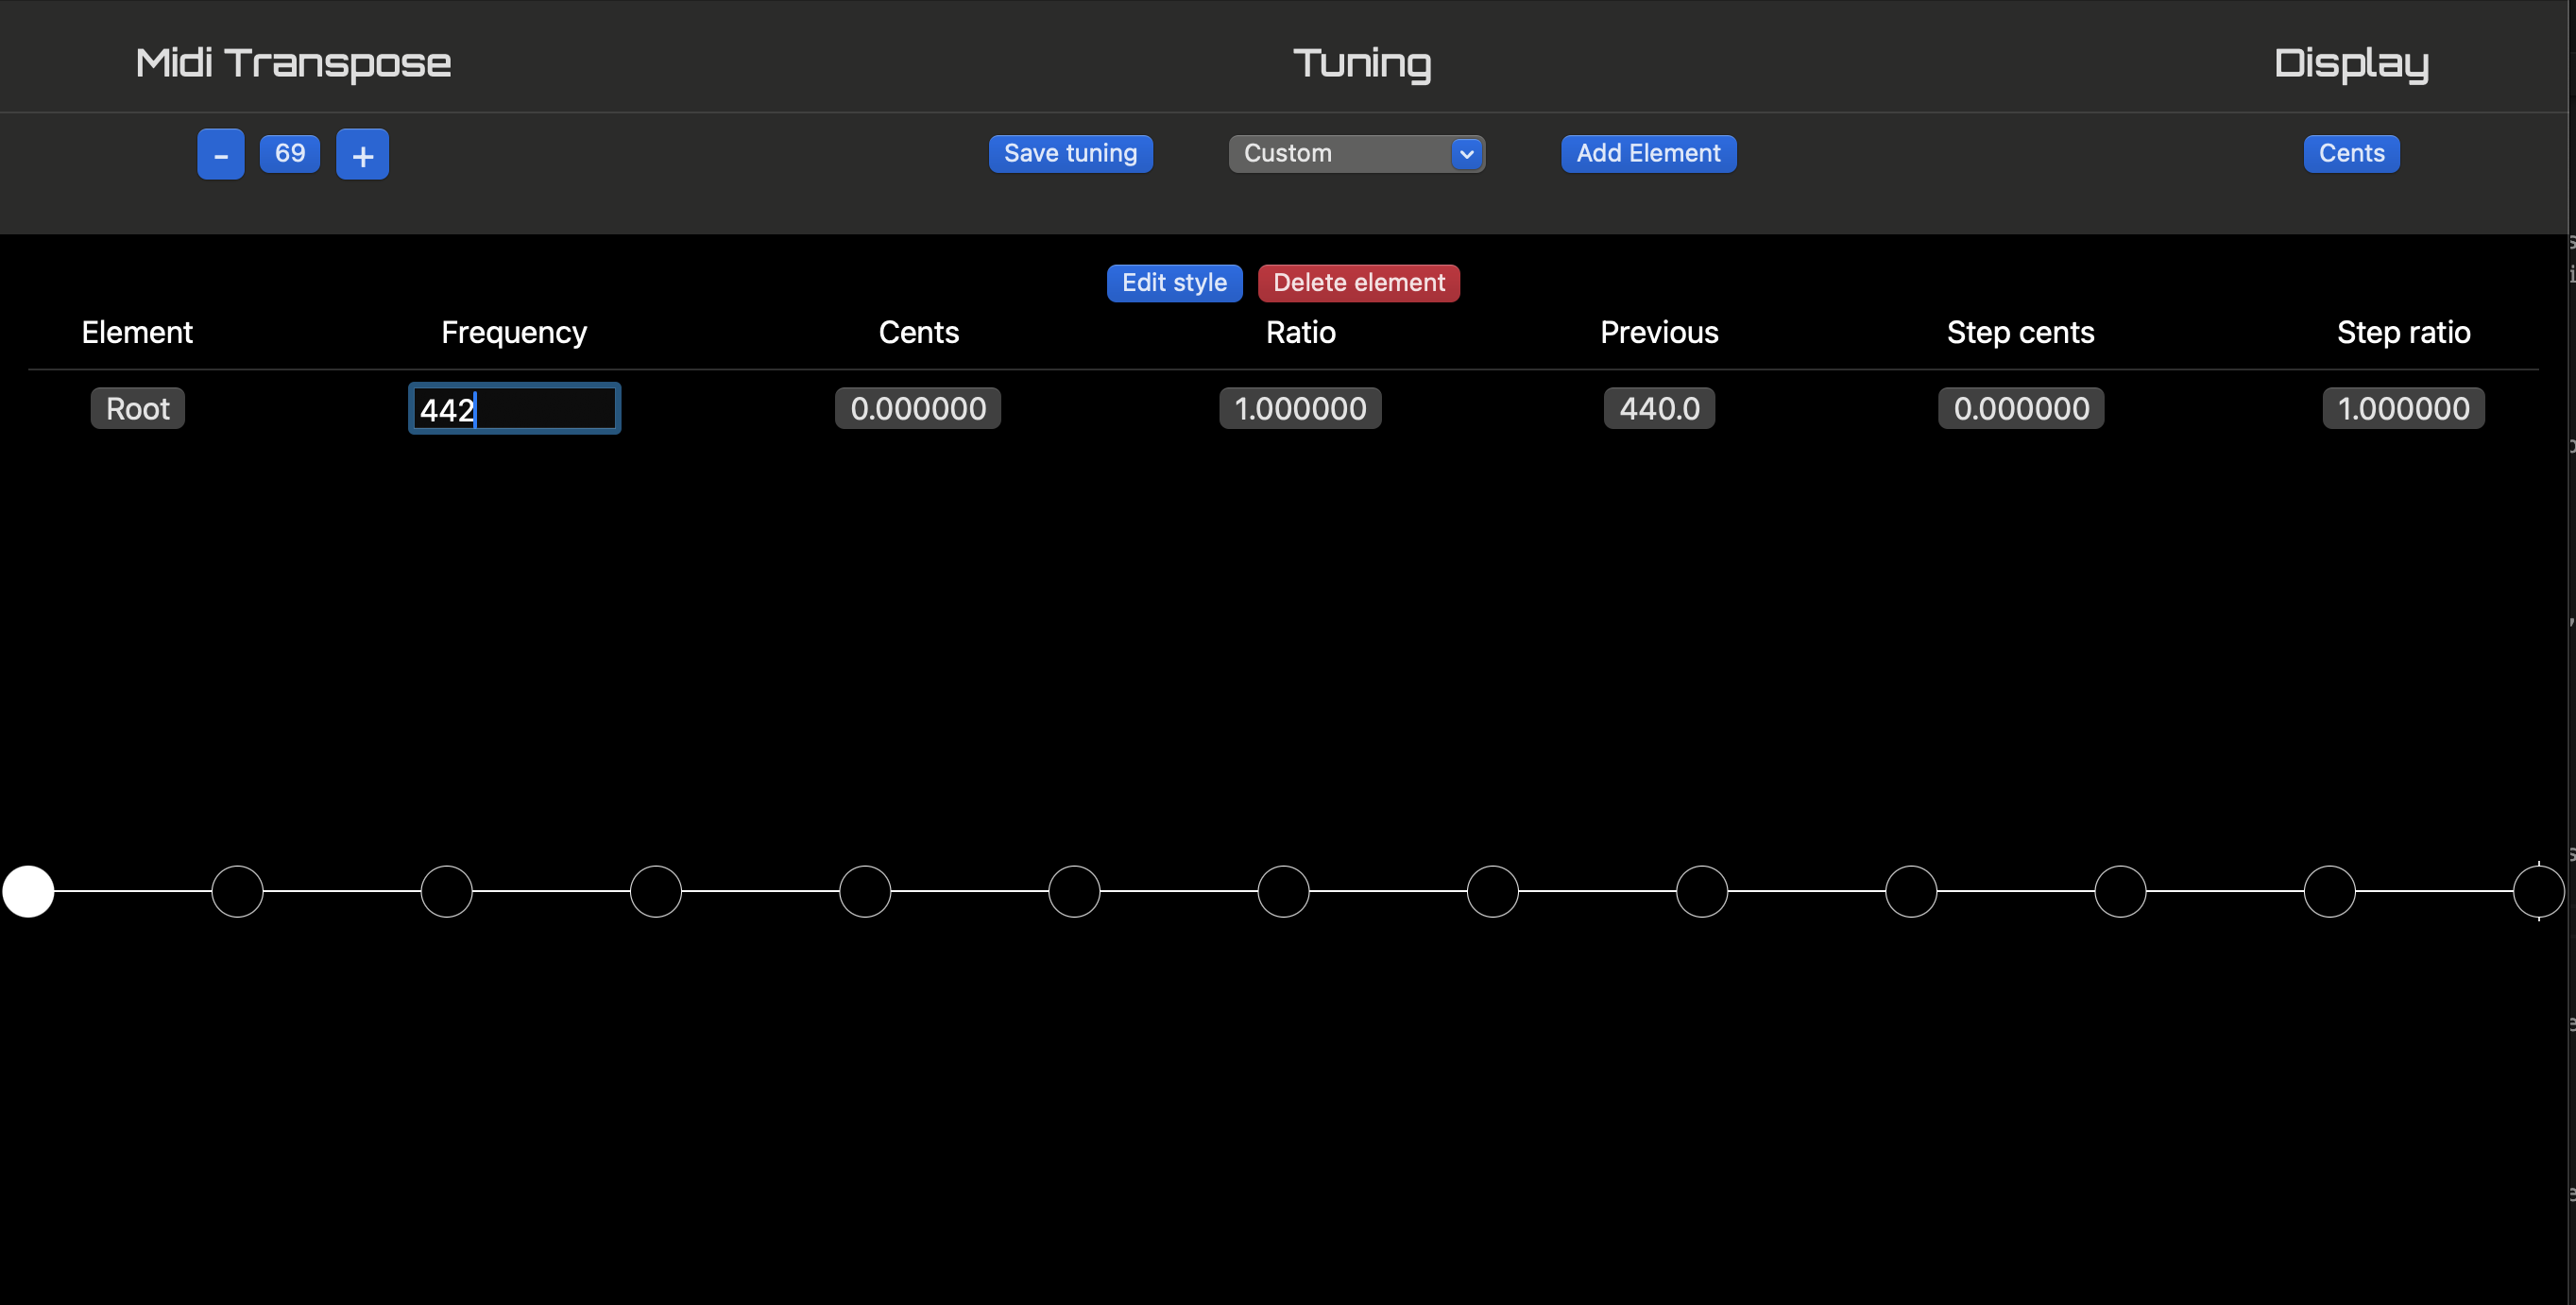 Midi Transpose Tuning Display
- 69 + Save tuning Custom Add Element Cents
Edit style Delete element
Element Frequency Cents Ratio Previous Step cents Step ratio
Root 442 0.000000 1.000000 440.0 0.000000 1.000000